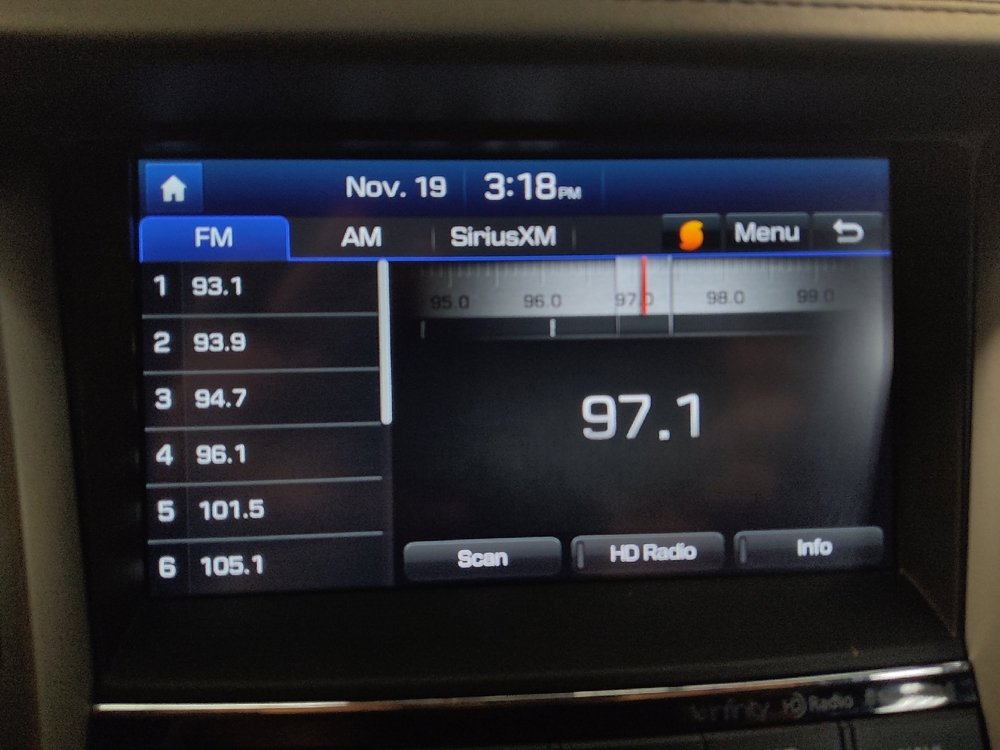 Nov. 19 3:18 PM
FM AM SiriusXM Menu
1 93.1
2 93.9
3 94.7
4 96.1
5 101.5
6 105.1
95.0 96.0 97.0 98.0 99.0
97.1
Scan HD Radio Info
HD Radio